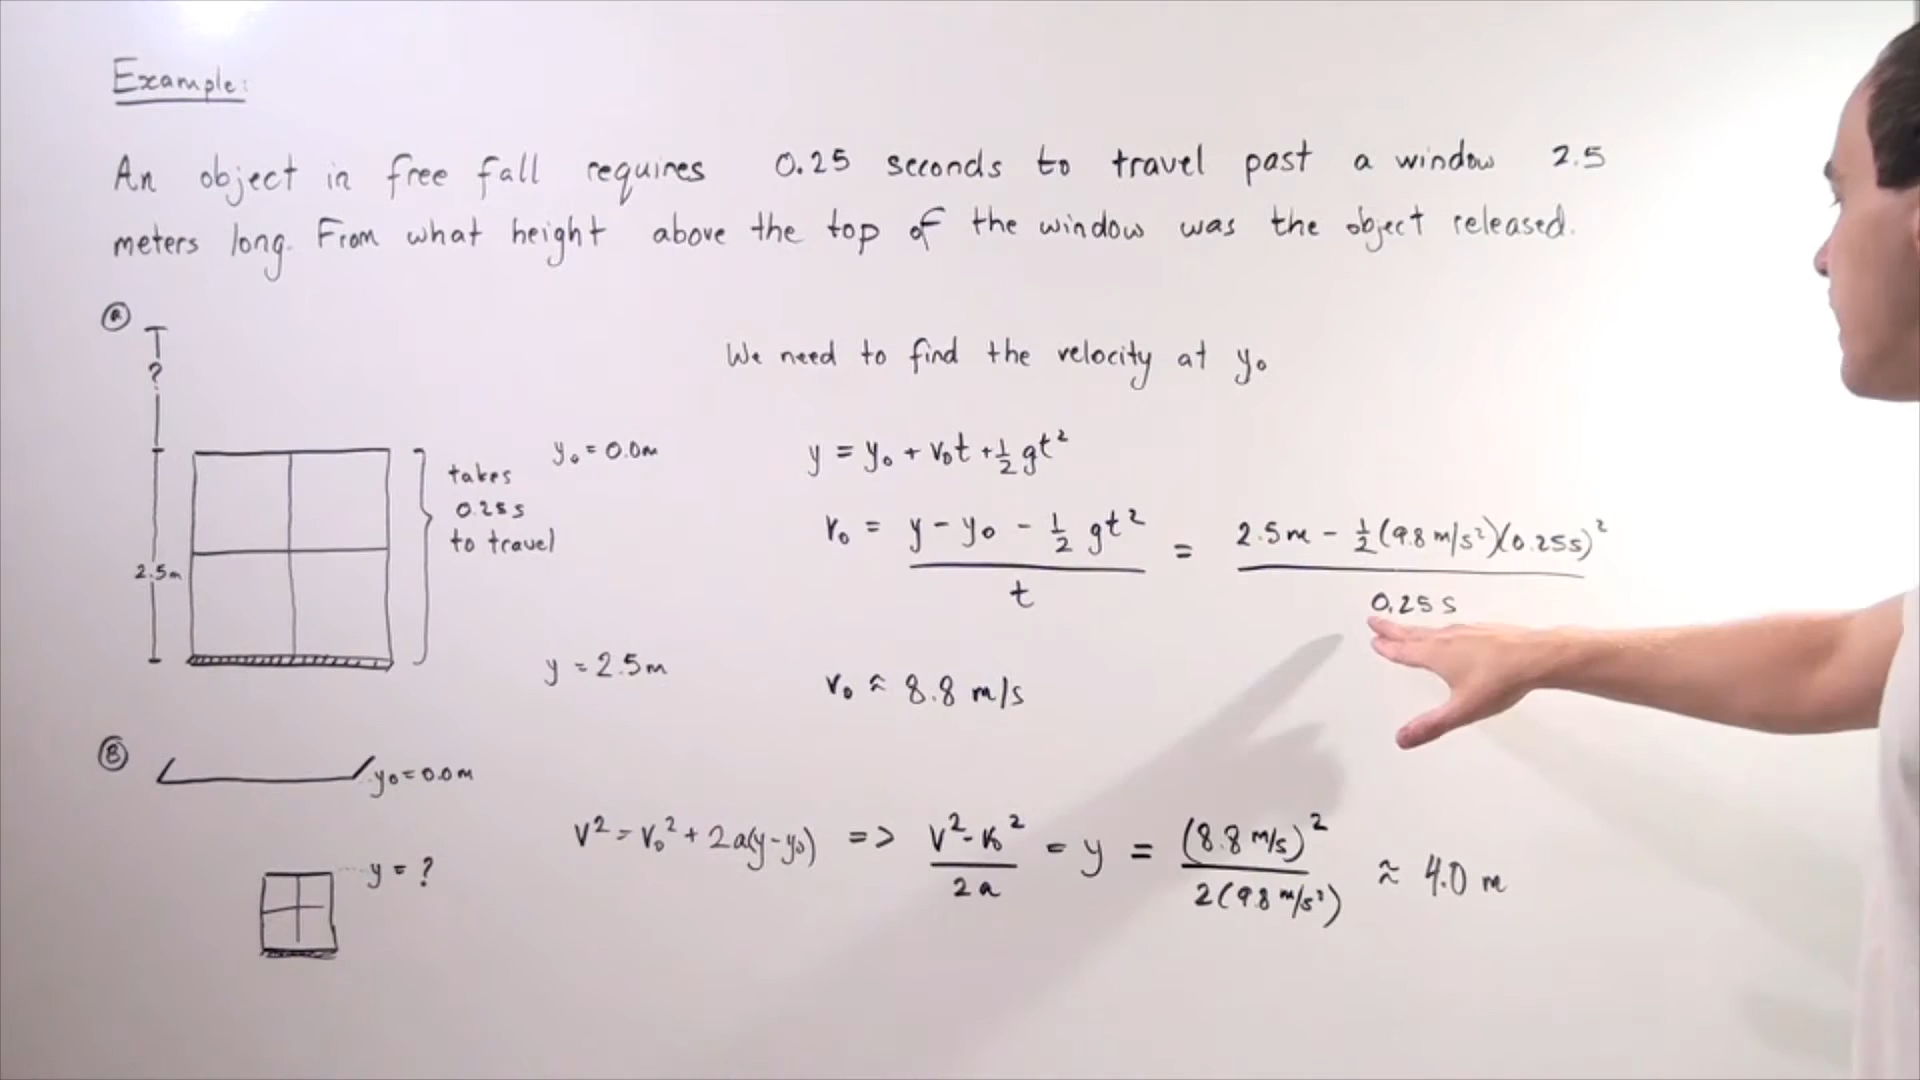 Example:
An object in free fall requires 0.25 seconds to travel past a window 2.5
meters long. From what height above the top of the window was the object released.
A
?
2.5m
takes
0.25s
to travel
y₀ = 0.0m
y = 2.5m
We need to find the velocity at y₀
y = y₀ + v₀t + ½ gt²
v₀ = (y - y₀ - ½ gt²) / t = (2.5m - ½(9.8 m/s²)(0.25s)²) / 0.25 s
v₀ ≈ 8.8 m/s
B
y₀ = 0.0m
y = ?
V² = V₀² + 2a(y-y₀) => (V² - V₀²) / 2a = y = (8.8 m/s)² / 2(9.8 m/s²) ≈ 4.0 m